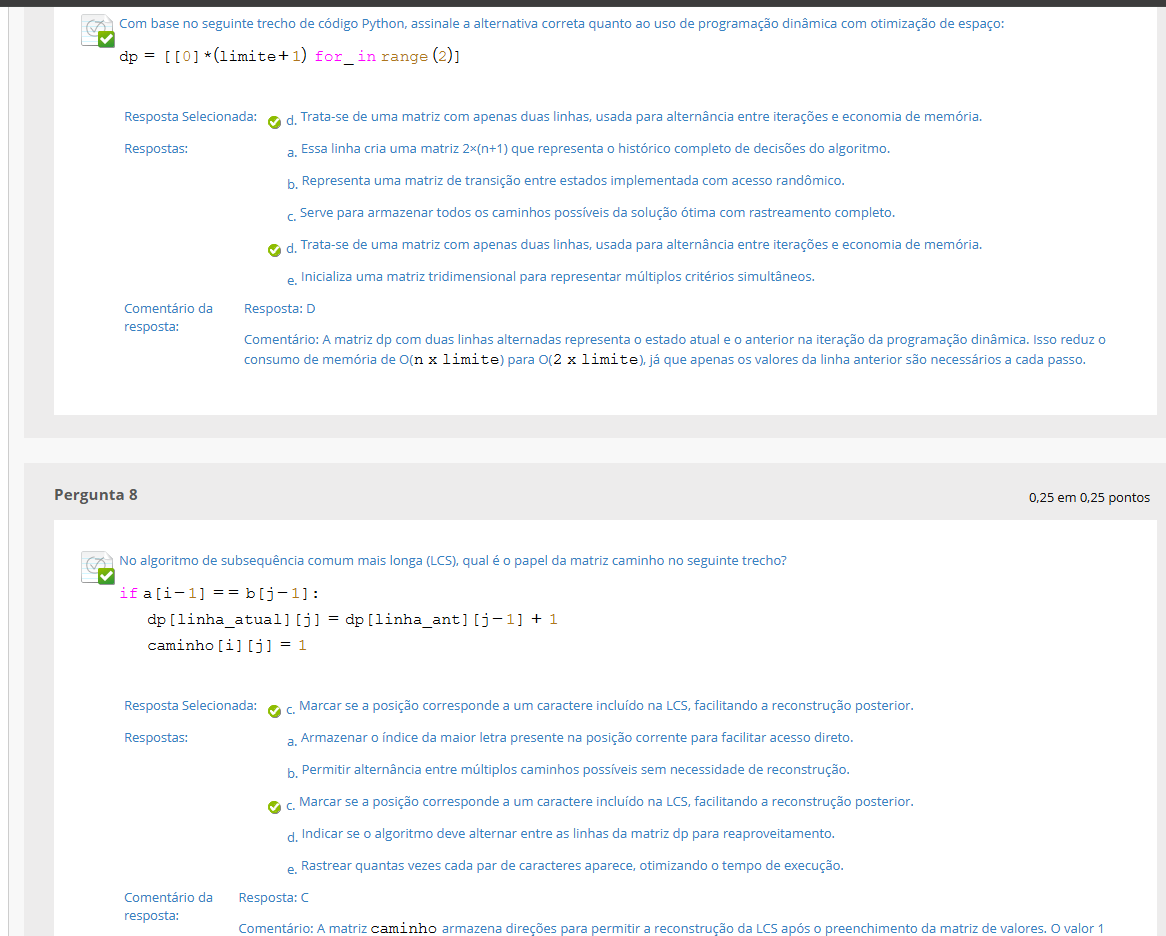 Com base no seguinte trecho de código Python, assinale a alternativa correta quanto ao uso de programação dinâmica com otimização de espaço:
dp = [[0]*(limite+1) for_in range(2)]
Resposta Selecionada: d. Trata-se de uma matriz com apenas duas linhas, usada para alternância entre iterações e economia de memória.
Respostas: a. Essa linha cria uma matriz 2×(n+1) que representa o histórico completo de decisões do algoritmo.
b. Representa uma matriz de transição entre estados implementada com acesso randômico.
c. Serve para armazenar todos os caminhos possíveis da solução ótima com rastreamento completo.
d. Trata-se de uma matriz com apenas duas linhas, usada para alternância entre iterações e economia de memória.
e. Inicializa uma matriz tridimensional para representar múltiplos critérios simultâneos.
Comentário da resposta: Resposta: D
Comentário: A matriz dp com duas linhas alternadas representa o estado atual e o anterior na iteração da programação dinâmica. Isso reduz o
consumo de memória de O(n x limite) para O(2 x limite), já que apenas os valores da linha anterior são necessários a cada passo.
Pergunta 8
0,25 em 0,25 pontos
No algoritmo de subsequência comum mais longa (LCS), qual é o papel da matriz caminho no seguinte trecho?
if a[i-1] == b[j-1]:
dp[linha_atual][j] = dp[linha_ant][j-1] + 1
caminho[i][j] = 1
Resposta Selecionada: c. Marcar se a posição corresponde a um caractere incluído na LCS, facilitando a reconstrução posterior.
Respostas: a. Armazenar o índice da maior letra presente na posição corrente para facilitar acesso direto.
b. Permitir alternância entre múltiplos caminhos possíveis sem necessidade de reconstrução.
c. Marcar se a posição corresponde a um caractere incluído na LCS, facilitando a reconstrução posterior.
d. Indicar se o algoritmo deve alternar entre as linhas da matriz dp para reaproveitamento.
e. Rastrear quantas vezes cada par de caracteres aparece, otimizando o tempo de execução.
Comentário da resposta: Resposta: C
Comentário: A matriz caminho armazena direções para permitir a reconstrução da LCS após o preenchimento da matriz de valores. O valor 1